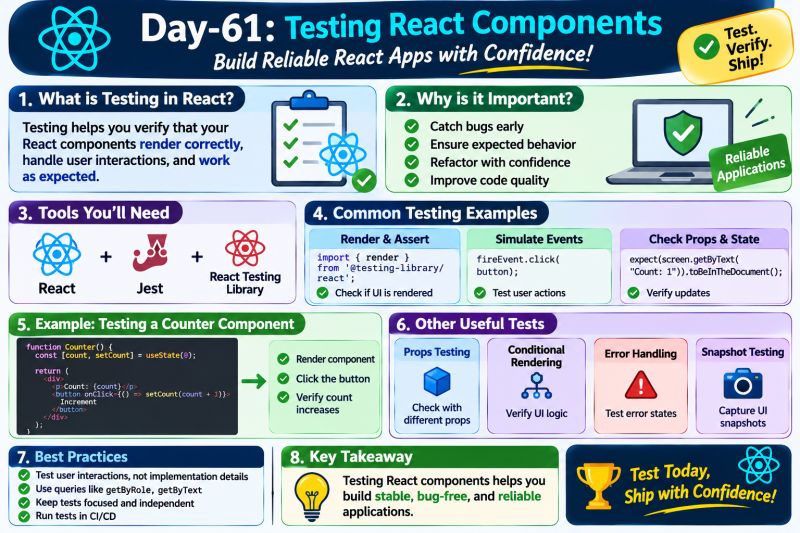 Day-61: Testing React Components
Build Reliable React Apps with Confidence!
Test.
Verify.
Ship!
1. What is Testing in React?
Testing helps you verify that your
React components render correctly,
handle user interactions, and work
as expected.
2. Why is it Important?
Catch bugs early
Ensure expected behavior
Refactor with confidence
Improve code quality
Reliable
Applications
3. Tools You'll Need
React
+
Jest
+
React Testing
Library
4. Common Testing Examples
Render & Assert
import { render }
from '@testing-library/
react';
Check if UI is rendered
Simulate Events
fireEvent.click(
button);
Test user actions
Check Props & State
expect(screen.getByText(
"Count: 1")).toBeInTheDocument();
Verify updates
5. Example: Testing a Counter Component
function Counter() {
const [count, setCount] = useState(0);
return (
<div>
<p>Count: {count}</p>
<button onClick={() => setCount(count + 1)}>
Increment
</button>
</div>
);
}
Render component
Click the button
Verify count
increases
6. Other Useful Tests
Props Testing
Check with
different props
Conditional
Rendering
Verify UI logic
Error Handling
Test error states
Snapshot Testing
Capture UI
snapshots
7. Best Practices
Test user interactions, not implementation details
Use queries like getByRole, getByText
Keep tests focused and independent
Run tests in CI/CD
8. Key Takeaway
Testing React components helps you
build stable, bug-free, and reliable
applications.
Test Today,
Ship with Confidence!